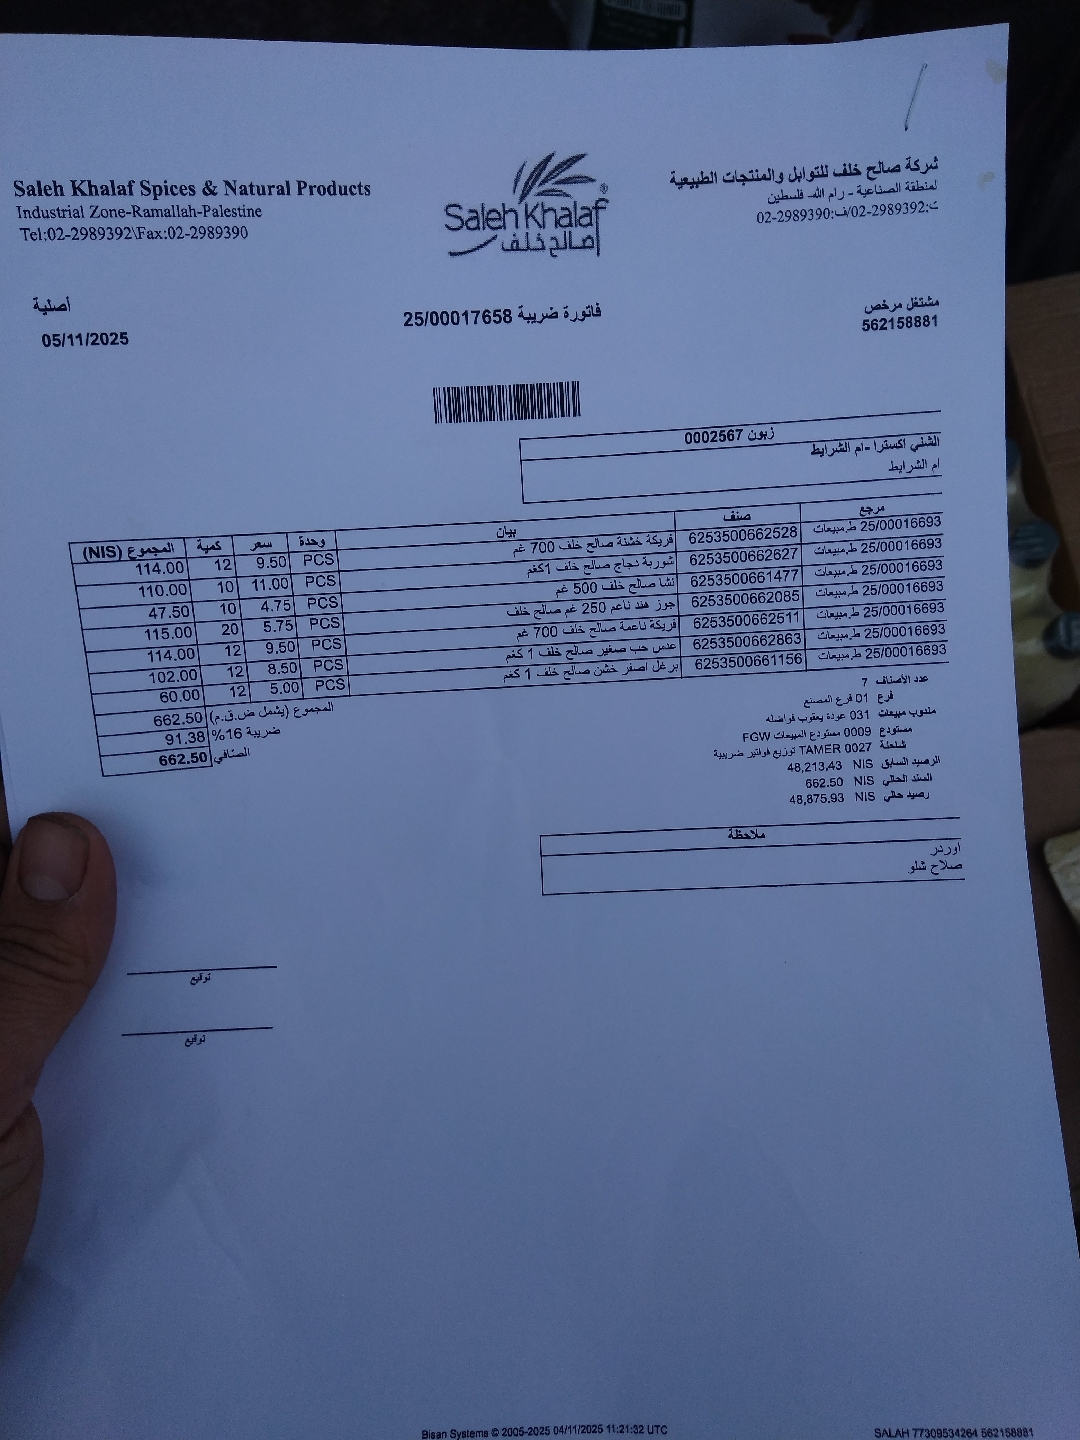 شركة صالح خلف للتوابل والمنتجات الطبيعية
لمنطقة الصناعية - رام الله- فلسطين
ت:02-2989392/ف:02-2989390
Saleh Khalaf
صالح خلف
Saleh Khalaf Spices & Natural Products
Industrial Zone-Ramallah-Palestine
Tel:02-2989392\Fax:02-2989390
مشتغل مرخص
562158881
فاتورة ضريبة 25/00017658
أصلية
05/11/2025
زبون 0002567
الشني اكسترا -ام الشرايط
ام الشرايط
مرجع صنف بيان وحدة سعر كمية المجموع (NIS)
25/00016693 ط.مبيعات 6253500662528 فريكة خشنة صالح خلف 700 غم PCS 9.50 12 114.00
25/00016693 ط.مبيعات 6253500662627 شوربة دجاج صالح خلف 1كغم PCS 11.00 10 110.00
25/00016693 ط.مبيعات 6253500661477 نشا صالح خلف 500 غم PCS 4.75 10 47.50
25/00016693 ط.مبيعات 6253500662085 جوز هند ناعم 250 غم صالح خلف PCS 5.75 20 115.00
25/00016693 ط.مبيعات 6253500662511 فريكة ناعمة صالح خلف 700 غم PCS 9.50 12 114.00
25/00016693 ط.مبيعات 6253500662863 عدس حب صغير صالح خلف 1 كغم PCS 8.50 12 102.00
25/00016693 ط.مبيعات 6253500661156 برغل اصفر خشن صالح خلف 1 كغم PCS 5.00 12 60.00
المجموع (يشمل ض.ق.م) 662.50
ضريبة 16% 91.38
الصافي 662.50
عدد الأصناف 7
فرع 01 فرع المصنع
مندوب مبيعات 031 عودة يعقوب فواضله
مستودع 0009 مستودع المبيعات FGW
شلحلة TAMER 0027 توزيع فواتير ضريبية
الرصيد السابق NIS 48,213.43
السند الحالي NIS 662.50
رصيد حالي NIS 48,875.93
ملاحظة
اوردر
صلاح شلو
توقيع
توقيع
Bisan Systems © 2005-2025 04/11/2025 11:21:32 UTC
SALAH 77309534264 562158881